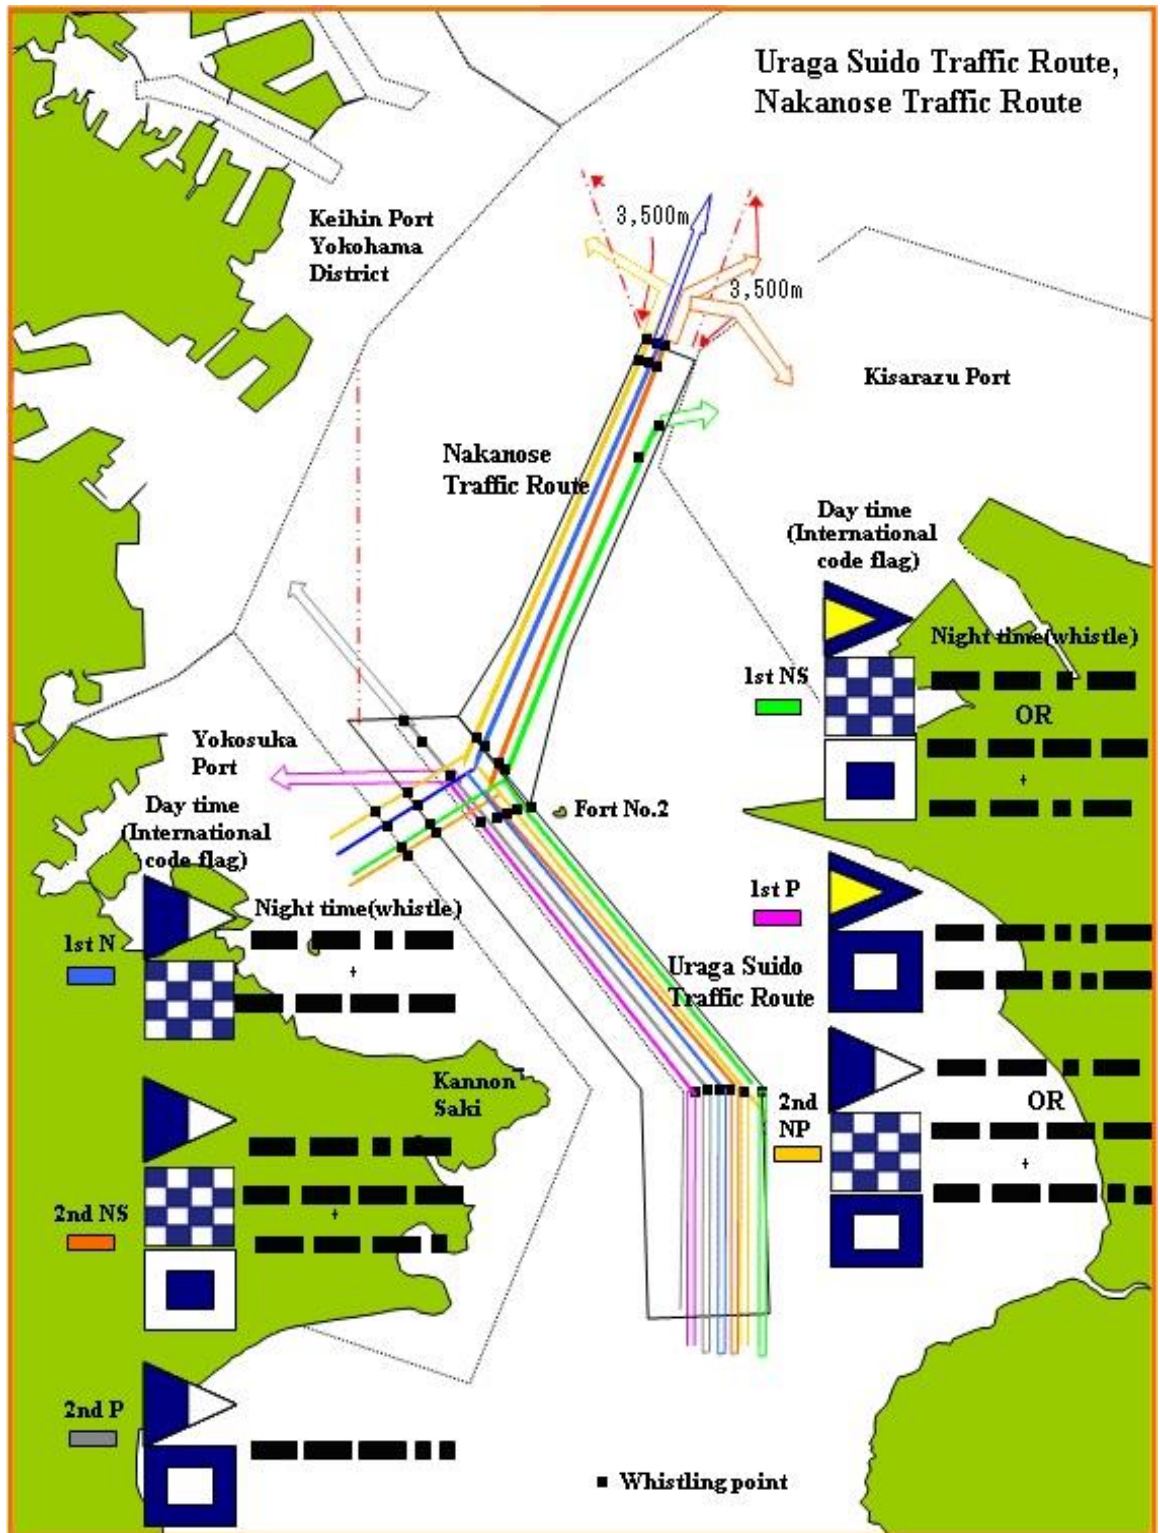 Uraga Suido Traffic Route,
Nakanose Traffic Route
Keihin Port
Yokohama
District
3,500m
3,500m
Kisarazu Port
Nakanose
Traffic Route
Day time
(International
code flag)
Night time(whistle)
1st NS
OR
+
Yokosuka
Port
Day time
(International
code flag)
Fort No.2
Night time(whistle)
1st N
+
1st P
Uraga Suido
Traffic Route
Kannon
Saki
2nd
NP
OR
+
2nd NS
+
2nd P
Whistling point